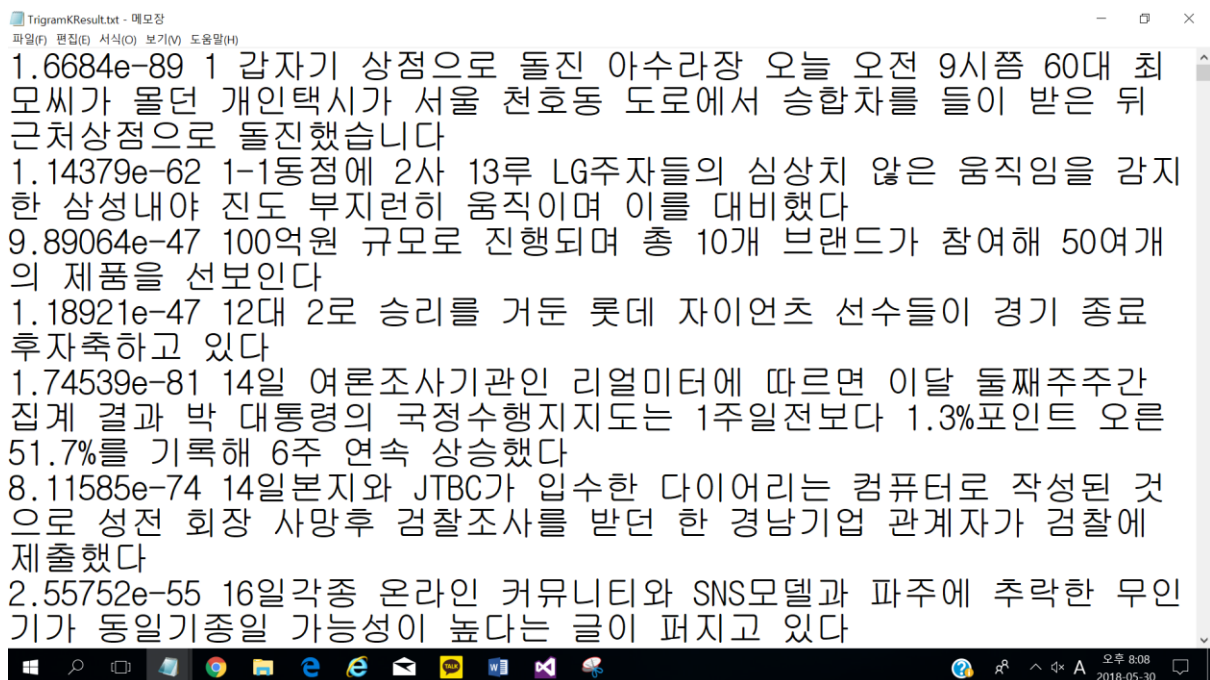 TrigramKResult.txt - 메모장
파일(F) 편집(E) 서식(O) 보기(V) 도움말(H)
1.6684e-89 1 갑자기 상점으로 돌진 아수라장 오늘 오전 9시쯤 60대 최
모씨가 몰던 개인택시가 서울 천호동 도로에서 승합차를 들이 받은 뒤
근처상점으로 돌진했습니다
1.14379e-62 1-1동점에 2사 13루 LG주자들의 심상치 않은 움직임을 감지
한 삼성내야 진도 부지런히 움직이며 이를 대비했다
9.89064e-47 100억원 규모로 진행되며 총 10개 브랜드가 참여해 50여개
의 제품을 선보인다
1.18921e-47 12대 2로 승리를 거둔 롯데 자이언츠 선수들이 경기 종료
후자축하고 있다
1.74539e-81 14일 여론조사기관인 리얼미터에 따르면 이달 둘째주주간
집계 결과 박 대통령의 국정수행지지도는 1주일전보다 1.3%포인트 오른
51.7%를 기록해 6주 연속 상승했다
8.11585e-74 14일본지와 JTBC가 입수한 다이어리는 컴퓨터로 작성된 것
으로 성전 회장 사망후 검찰조사를 받던 한 경남기업 관계자가 검찰에
제출했다
2.55752e-55 16일각종 온라인 커뮤니티와 SNS모델과 파주에 추락한 무인
기가 동일기종일 가능성이 높다는 글이 퍼지고 있다
TALK
A 오후 8:08
2018-05-30